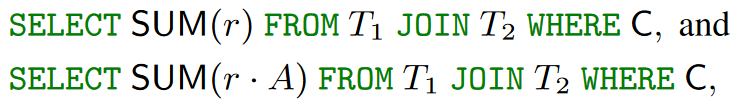 SELECT SUM(r) FROM T₁ JOIN T₂ WHERE C, and
SELECT SUM(r · A) FROM T₁ JOIN T₂ WHERE C,